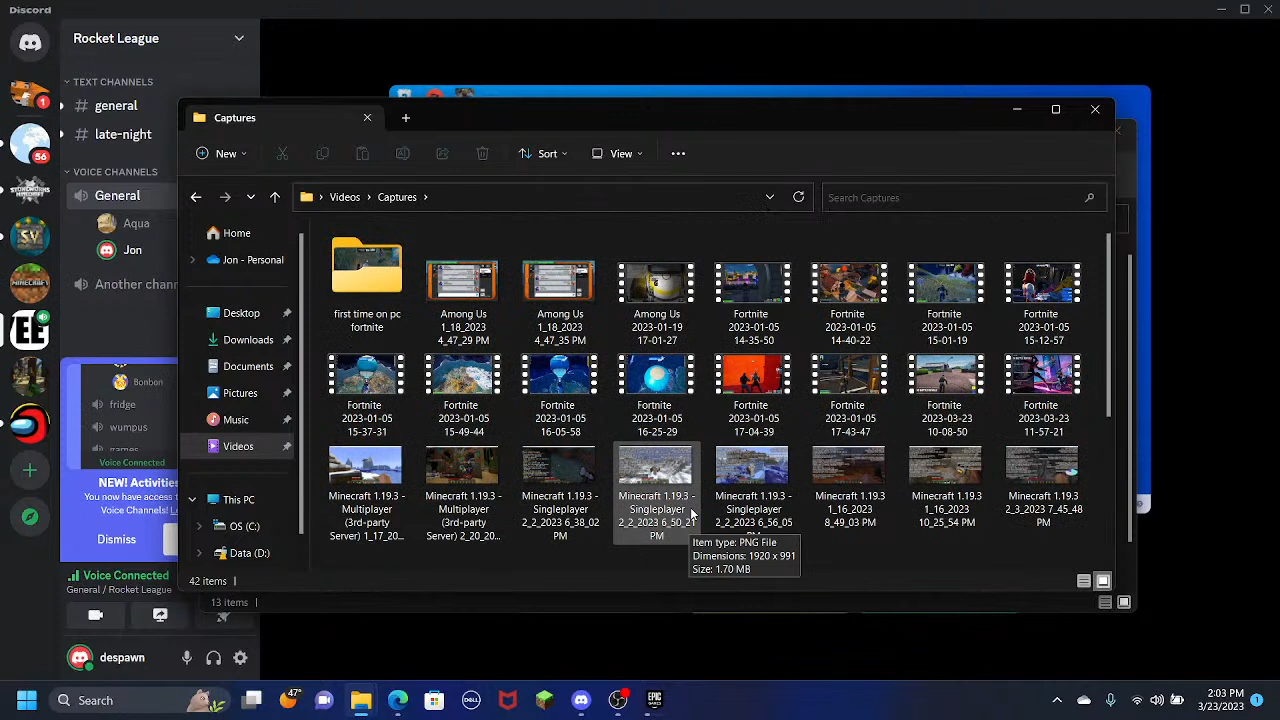 Discord
Rocket League
TEXT CHANNELS
general
late-night
VOICE CHANNELS
General
Aqua
Jon
Another chan
Bonbon
fridge
wumpus
games
Voice Connected
NEW! Activities
You now have access
Voice Channels!
Dismiss
Voice Connected
General / Rocket League
despawn
1
56
Captures
New
Sort
View
Videos
Captures
Search Captures
Home
Jon - Personal
Desktop
Downloads
Documents
Pictures
Music
Videos
This PC
OS (C:)
Data (D:)
first time on pc
fortnite
Among Us
1_18_2023
4_47_29 PM
Among Us
1_18_2023
4_47_35 PM
Among Us
2023-01-19
17-01-27
Fortnite
2023-01-05
14-35-50
Fortnite
2023-01-05
14-40-22
Fortnite
2023-01-05
15-01-19
Fortnite
2023-01-05
15-12-57
Fortnite
2023-01-05
15-37-31
Fortnite
2023-01-05
15-49-44
Fortnite
2023-01-05
16-05-58
Fortnite
2023-01-05
16-25-29
Fortnite
2023-01-05
17-04-39
Fortnite
2023-01-05
17-43-47
Fortnite
2023-03-23
10-08-50
Fortnite
2023-03-23
11-57-21
Minecraft 1.19.3 -
Multiplayer
(3rd-party
Server) 1_17_20...
Minecraft 1.19.3 -
Multiplayer
(3rd-party
Server) 2_20_20...
Minecraft 1.19.3 -
Singleplayer
2_2_2023 6_38_02
PM
Minecraft 1.19.3 -
Singleplayer
2_2_2023 6_50_21
PM
Minecraft 1.19.3 -
Singleplayer
2_2_2023 6_56_05
Minecraft 1.19.3
1_16_2023
8_49_03 PM
Minecraft 1.19.3
1_16_2023
10_25_54 PM
Minecraft 1.19.3
2_3_2023 7_45_48
PM
Item type: PNG File
Dimensions: 1920 x 991
Size: 1.70 MB
42 items
13 items
Search
47
DELL
EPIC
GAMES
2:03 PM
3/23/2023
1